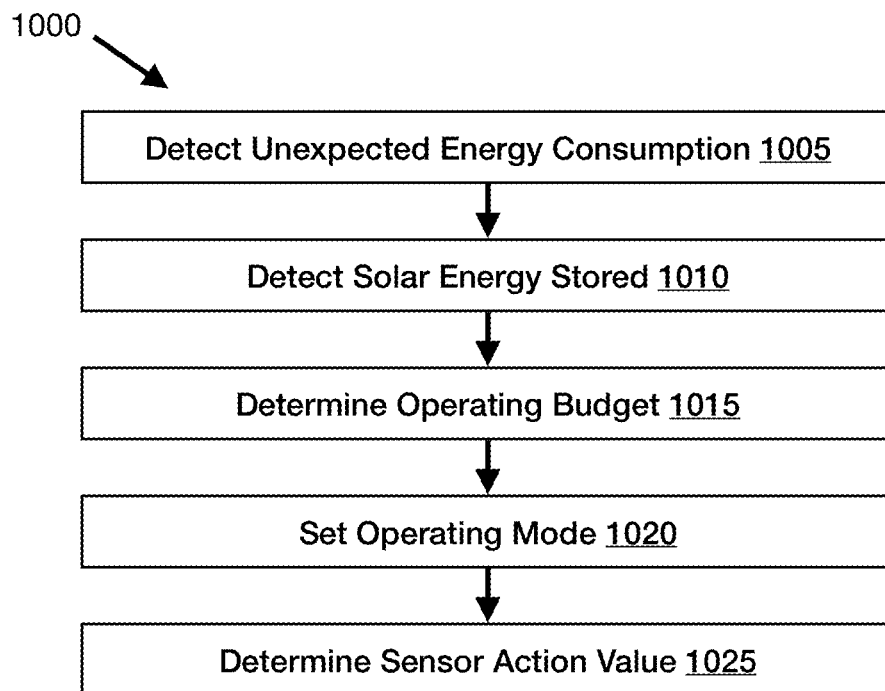 1000
Detect Unexpected Energy Consumption 1005
Detect Solar Energy Stored 1010
Determine Operating Budget 1015
Set Operating Mode 1020
Determine Sensor Action Value 1025